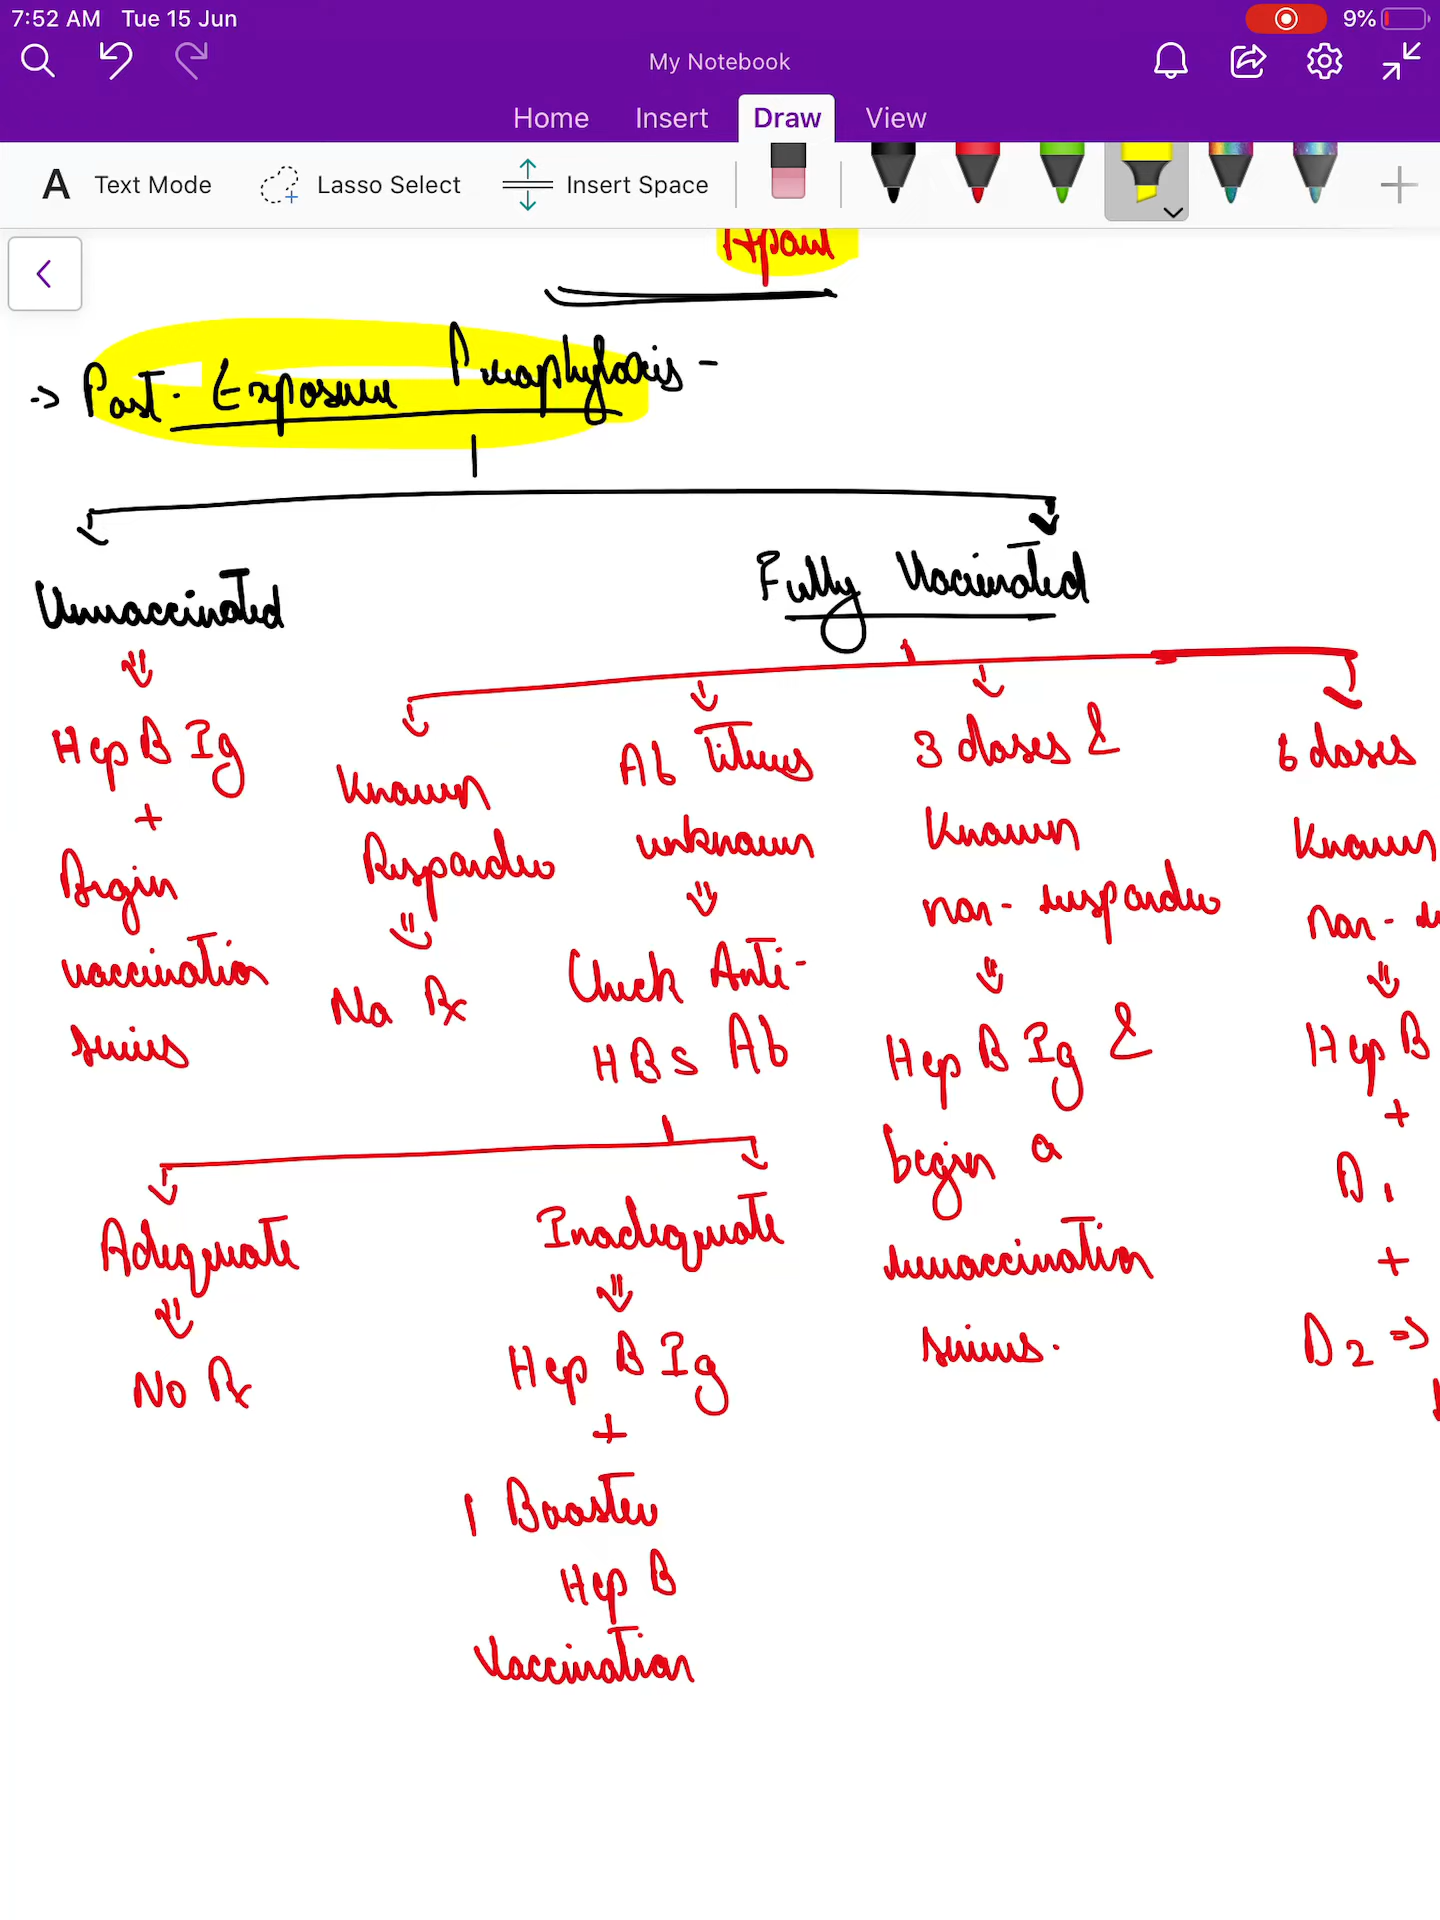 7:52 AM Tue 15 Jun 9%
My Notebook
Home Insert Draw View
Text Mode Lasso Select Insert Space
-> Post-Exposure Prophylaxis -
Unvaccinated
Fully Vaccinated
Hep B Ig
+
Begin
vaccination
series
Known
Responder
No Rx
Ab titres
unknown
Check Anti-
HBs Ab
Adequate
No Rx
Inadequate
Hep B Ig
+
1 Booster
Hep B
Vaccination
3 doses &
Known
non-responder
Hep B Ig &
begin a
revaccination
series.
6 doses
Known
non-
Hep B
+
D1
+
D2 =>